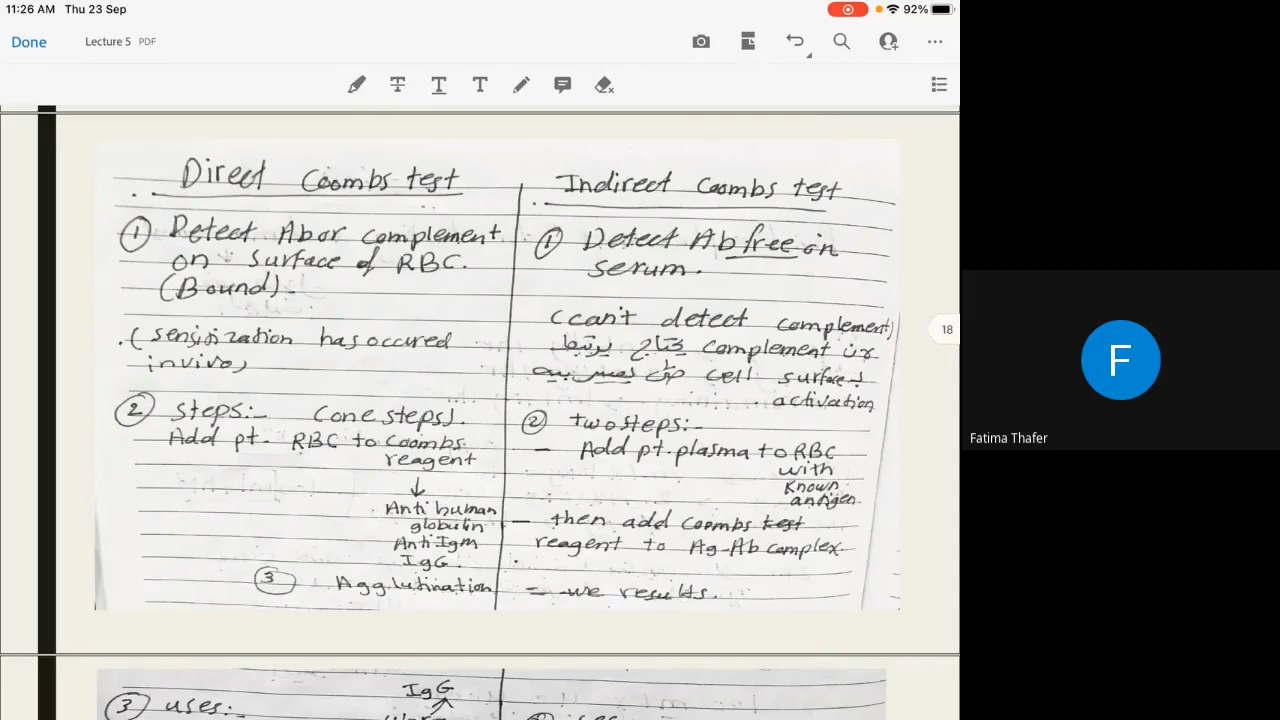 11:26 AM Thu 23 Sep
92%
Done
Lecture 5 PDF
Direct Coombs test
① Detect Ab or complement
on surface of RBC.
(Bound).
(sensitization has occured
invivo)
② Steps:- (one steps).
Add pt. RBC to Coombs
reagent
↓
Anti human
globulin
Anti IgM
IgG.
③ Agglutination
Indirect Coombs test
① Detect Ab free in
serum.
(can't detect complement)
complement يحتاج يرتبط
cell surface
activation
② two steps:-
- Add pt. plasma to RBC
with
known
antigen
- then add Coombs test
reagent to Ag-Ab complex
= -ve results.
18
IgG
③ uses:-
F
Fatima Thafer